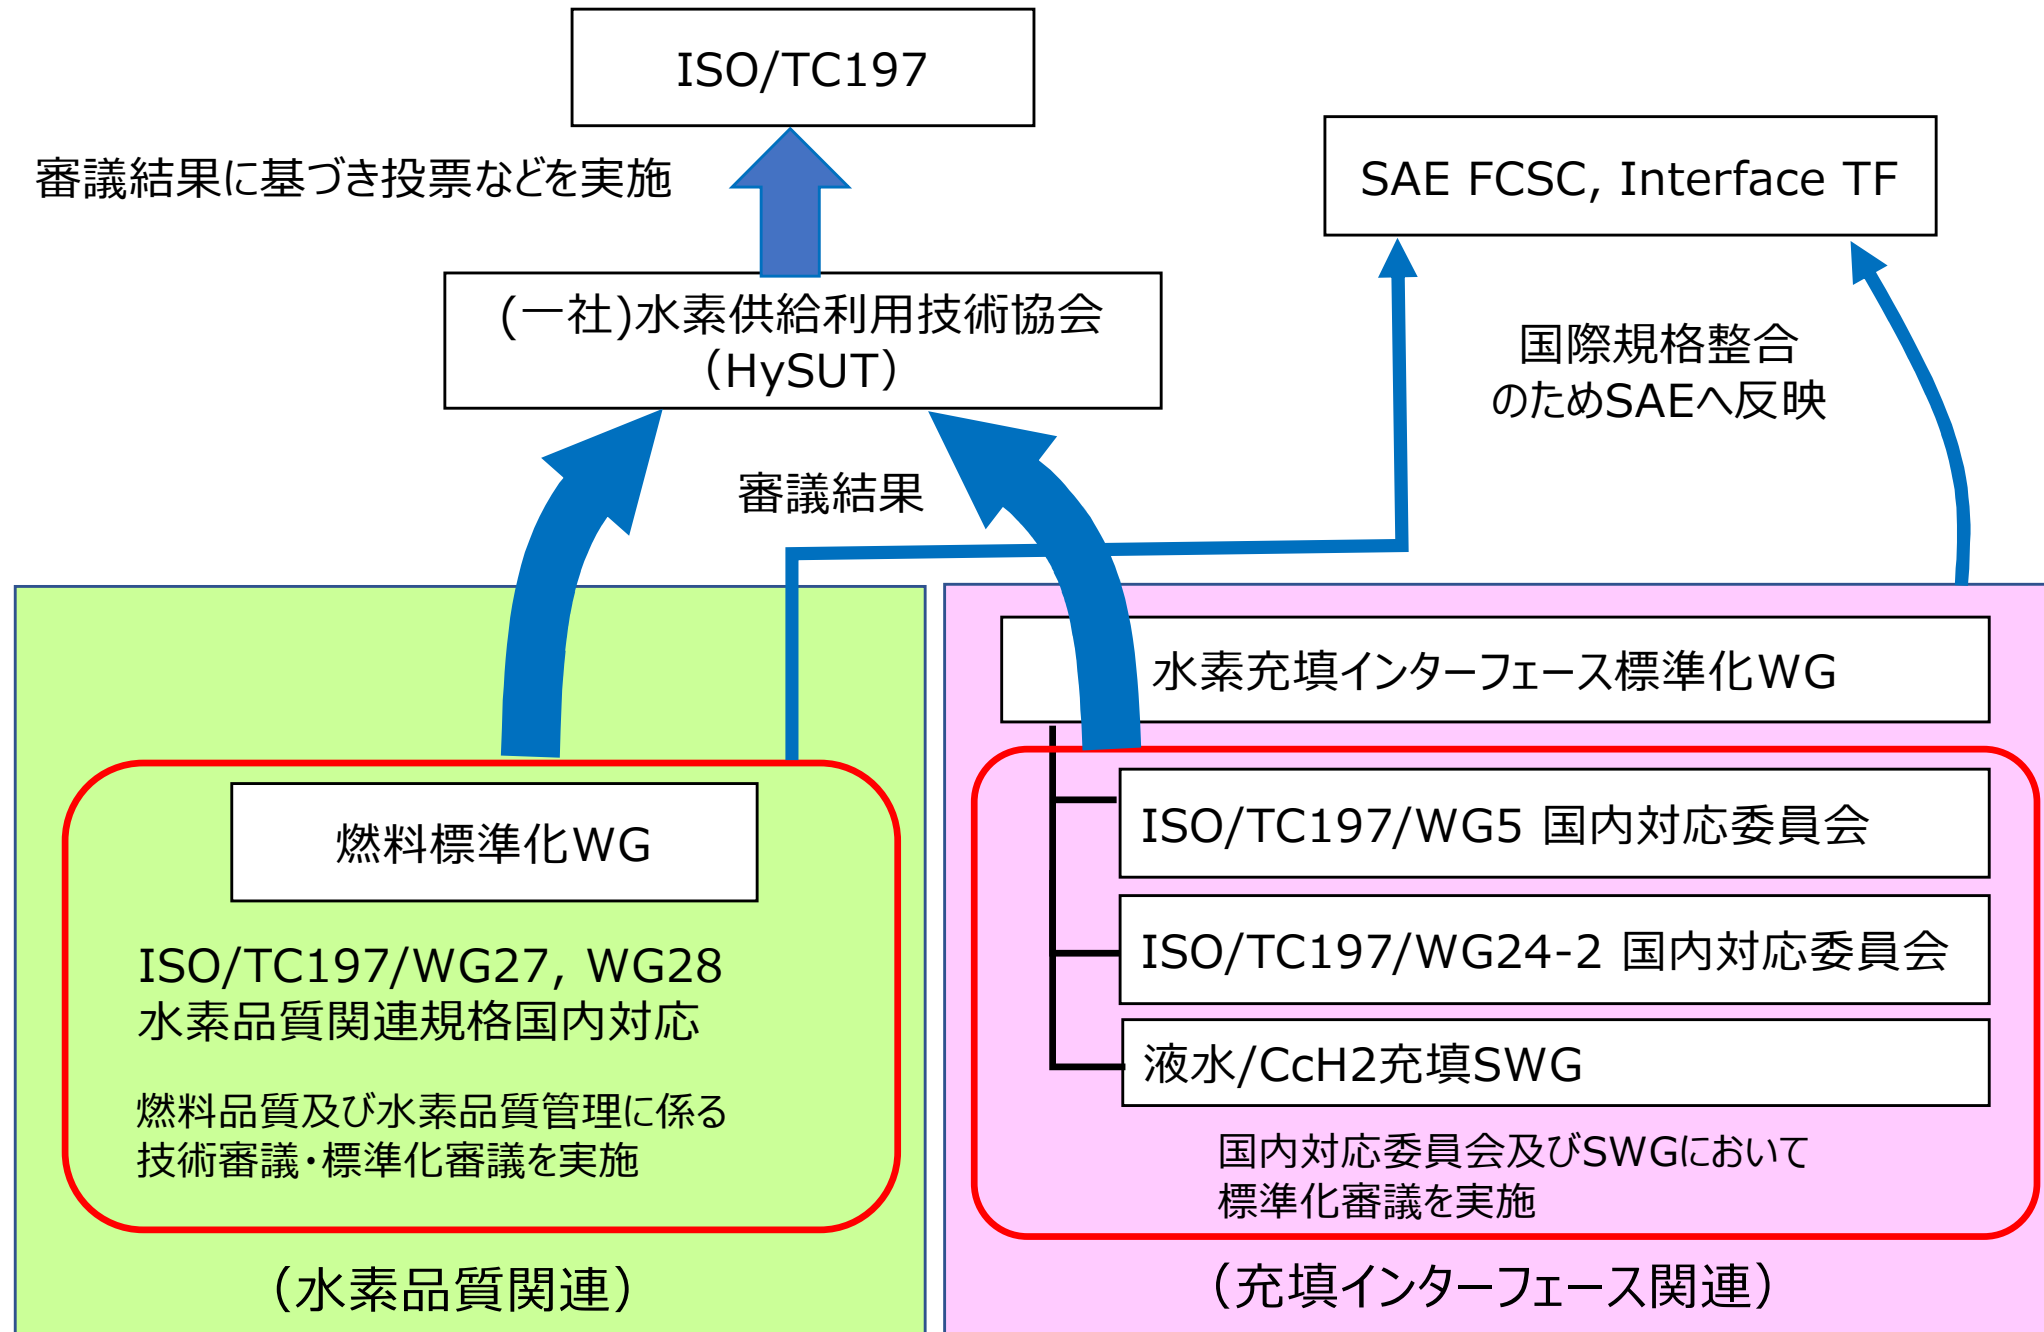 ISO/TC197
審議結果に基づき投票などを実施
SAE FCSC, Interface TF
(一社)水素供給利用技術協会
（HySUT）
国際規格整合
のためSAEへ反映
審議結果
燃料標準化WG
ISO/TC197/WG27, WG28
水素品質関連規格国内対応
燃料品質及び水素品質管理に係る
技術審議・標準化審議を実施
（水素品質関連）
水素充填インターフェース標準化WG
ISO/TC197/WG5 国内対応委員会
ISO/TC197/WG24-2 国内対応委員会
液水/CcH2充填SWG
国内対応委員会及びSWGにおいて
標準化審議を実施
（充填インターフェース関連）